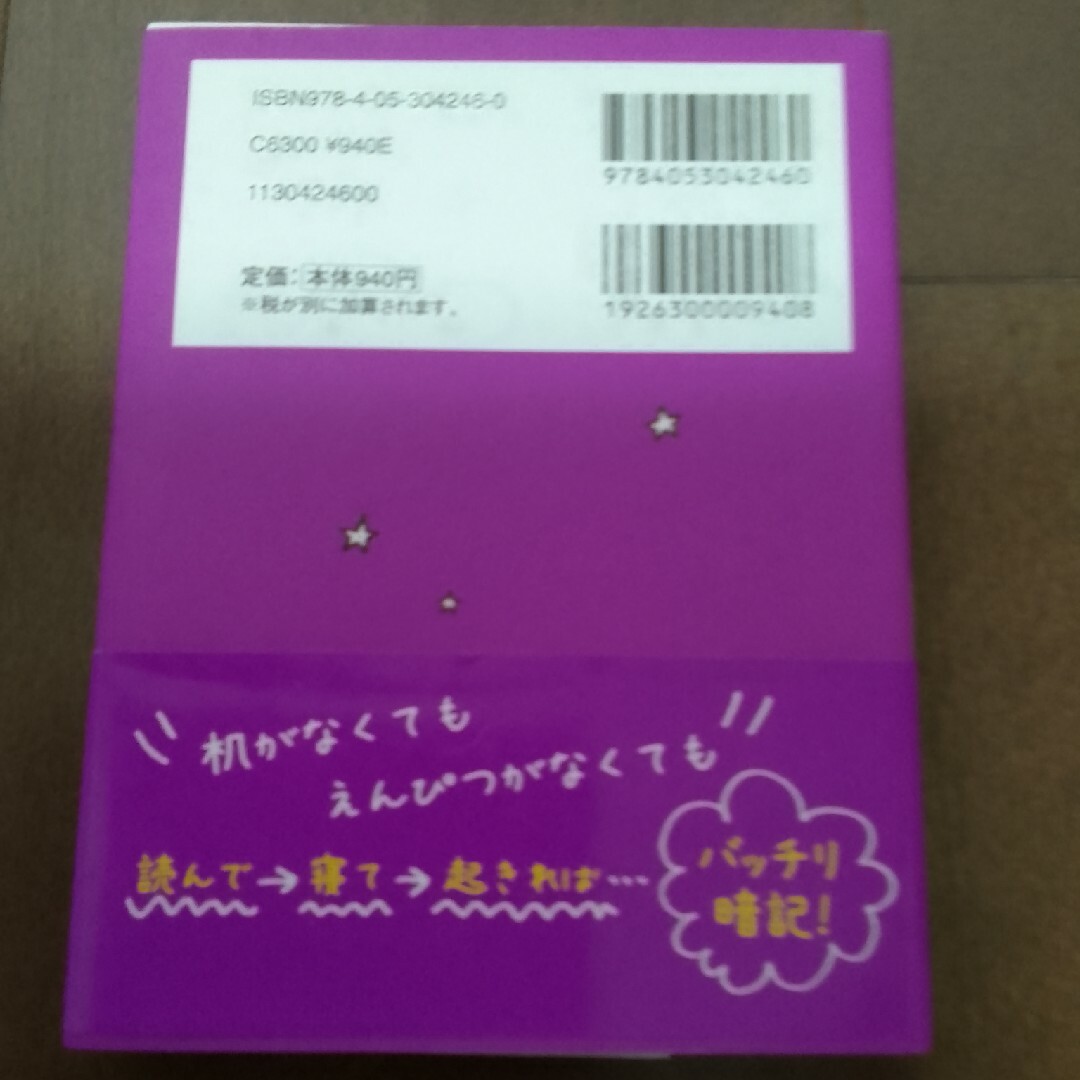 ISBN978-4-05-304246-0
C6300 ¥940E
1130424600
定価：本体940円
※税が別に加算されます。
9784053042460
1926300009408
机がなくても
えんぴつがなくても
読んで→寝て→起きれば…
バッチリ
暗記！